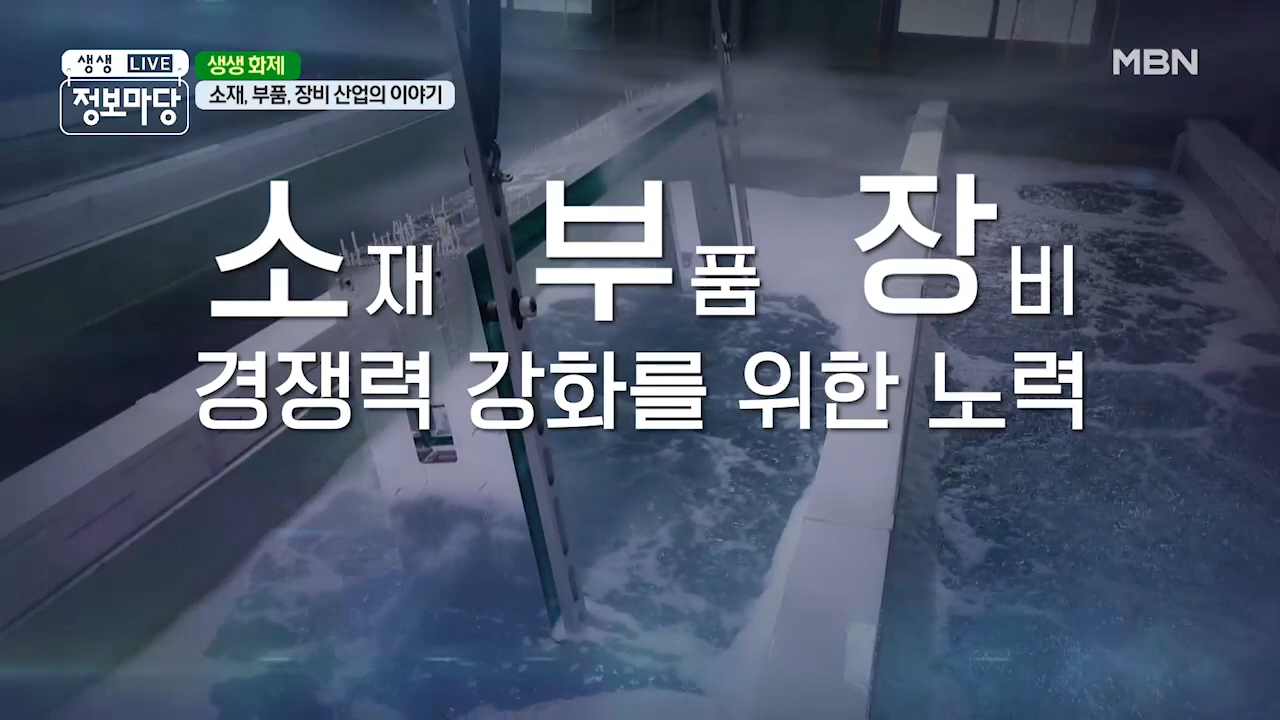 생생 LIVE
정보마당
생생 화제
소재, 부품, 장비 산업의 이야기
MBN
소재 부품 장비
경쟁력 강화를 위한 노력